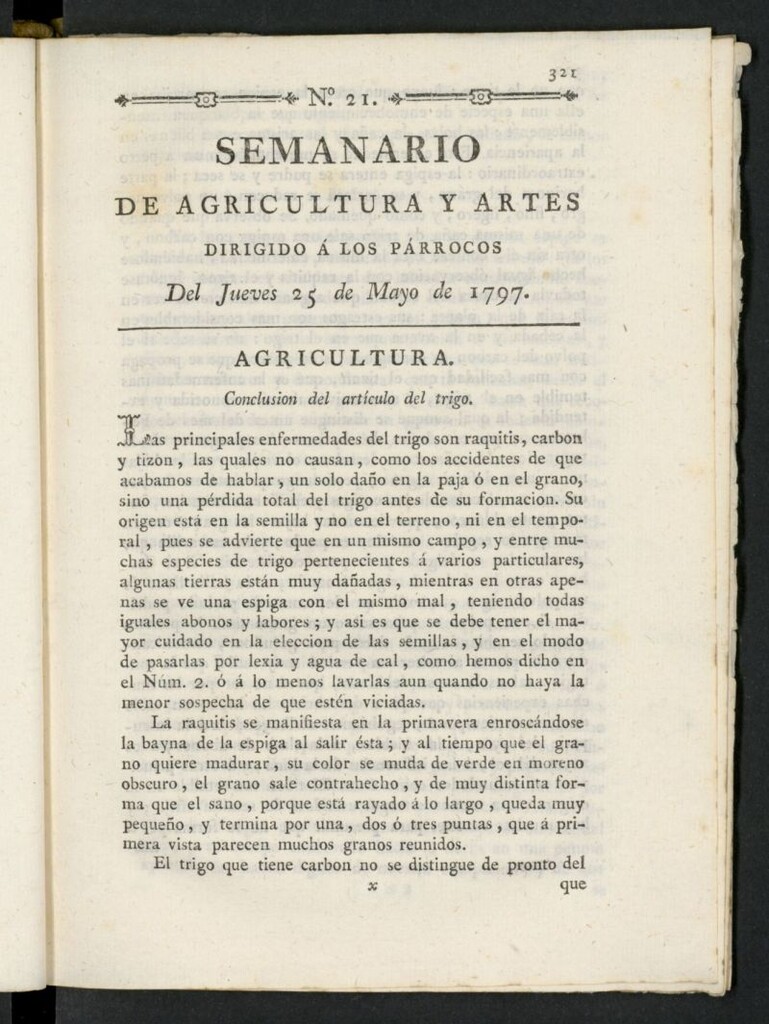 321
N.º 21.
SEMANARIO
DE AGRICULTURA Y ARTES
DIRIGIDO Á LOS PÁRROCOS
Del Jueves 25 de Mayo de 1797.
AGRICULTURA.
Conclusion del artículo del trigo.
Las principales enfermedades del trigo son raquitis, carbon
y tizon, las quales no causan, como los accidentes de que
acabamos de hablar, un solo daño en la paja ó en el grano,
sino una pérdida total del trigo antes de su formacion. Su
origen está en la semilla y no en el terreno, ni en el tempo-
ral, pues se advierte que en un mismo campo, y entre mu-
chas especies de trigo pertenecientes á varios particulares,
algunas tierras están muy dañadas, mientras en otras ape-
nas se ve una espiga con el mismo mal, teniendo todas
iguales abonos y labores; y asi es que se debe tener el ma-
yor cuidado en la eleccion de las semillas, y en el modo
de pasarlas por lexia y agua de cal, como hemos dicho en
el Núm. 2. ó á lo menos lavarlas aun quando no haya la
menor sospecha de que estén viciadas.
La raquitis se manifiesta en la primavera enroscándose
la bayna de la espiga al salir ésta; y al tiempo que el gra-
no quiere madurar, su color se muda de verde en moreno
obscuro, el grano sale contrahecho, y de muy distinta for-
ma que el sano, porque está rayado á lo largo, queda muy
pequeño, y termina por una, dos ó tres puntas, que á pri-
mera vista parecen muchos granos reunidos.
El trigo que tiene carbon no se distingue de pronto del
x que